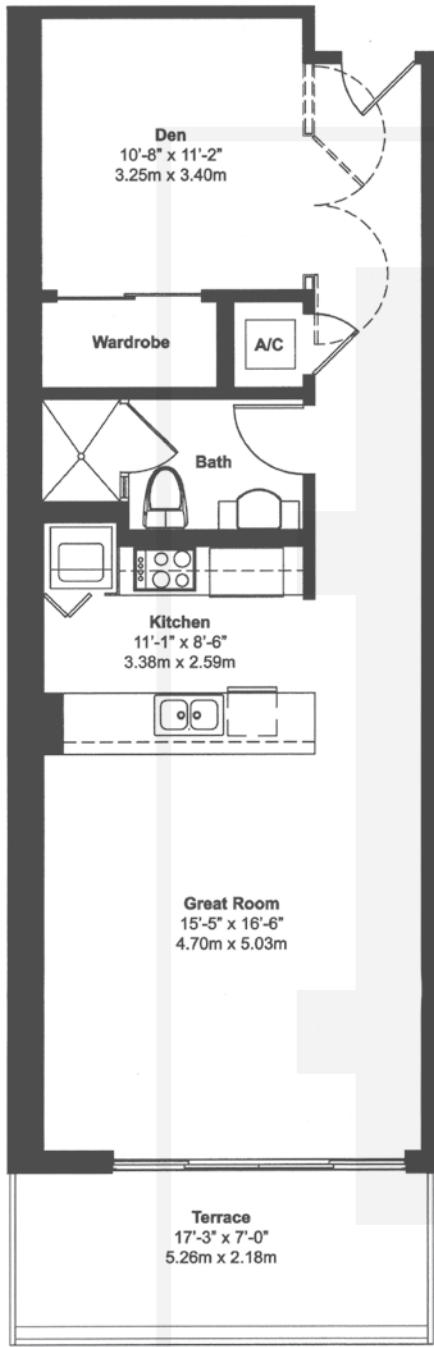 Den
10'-8" x 11'-2"
3.25m x 3.40m
Wardrobe
A/C
Bath
Kitchen
11'-1" x 8'-6"
3.38m x 2.59m
Great Room
15'-5" x 16'-6"
4.70m x 5.03m
Terrace
17'-3" x 7'-0"
5.26m x 2.18m